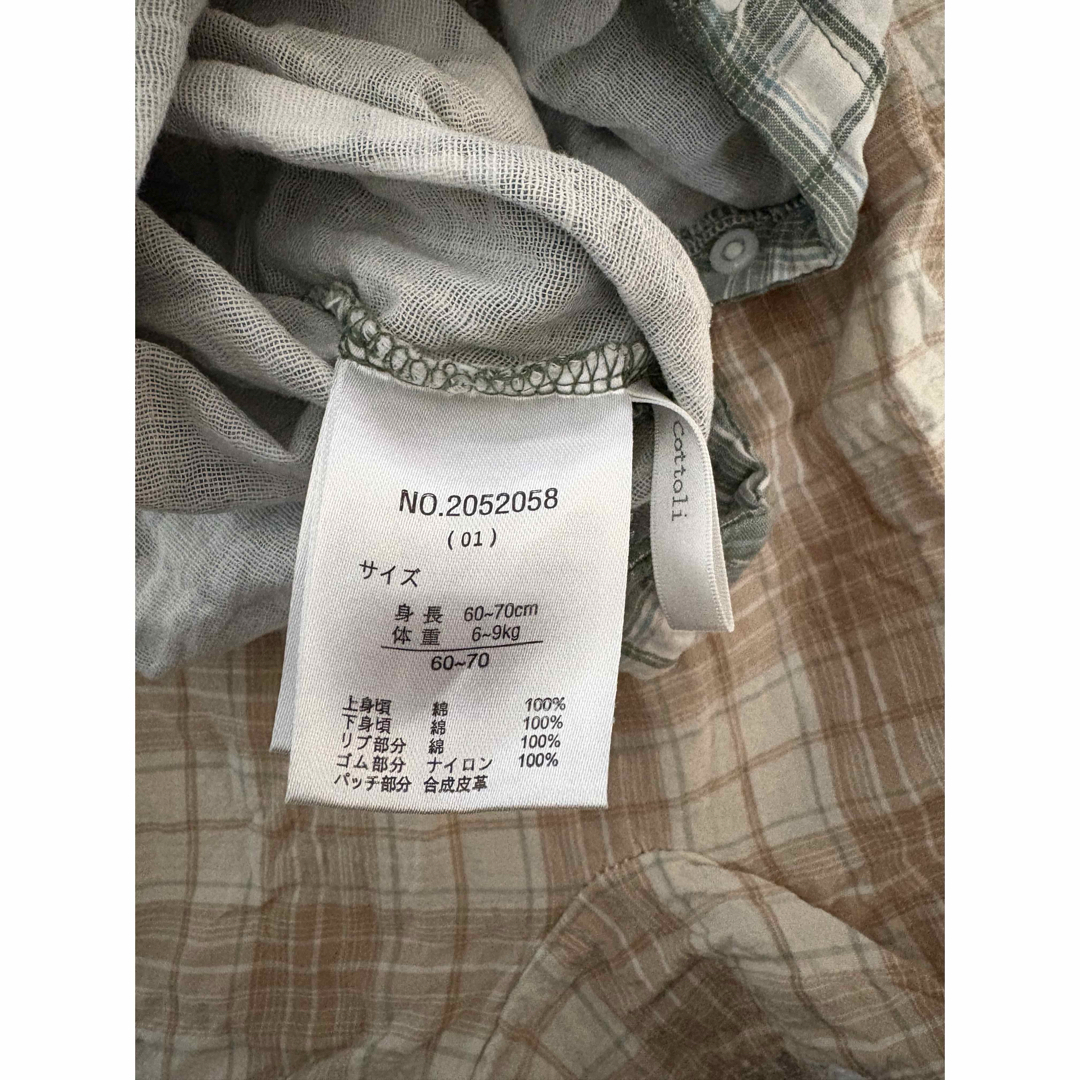 NO.2052058
(01)
サイズ
身長 60~70cm
体重 6~9kg
60~70
上身頃 綿 100%
下身頃 綿 100%
リブ部分 綿 100%
ゴム部分 ナイロン 100%
パッチ部分 合成皮革
Cottoli